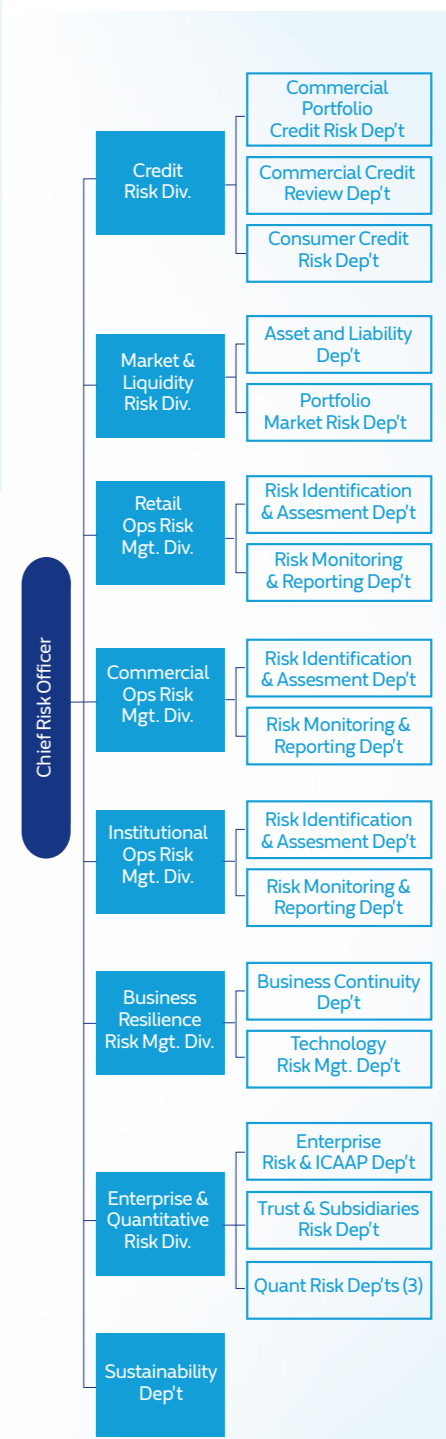 Chief Risk Officer
Credit
Risk Div.
Commercial
Portfolio
Credit Risk Dep't
Commercial Credit
Review Dep't
Consumer Credit
Risk Dep't
Market &
Liquidity
Risk Div.
Asset and Liability
Dep't
Portfolio
Market Risk Dep't
Retail
Ops Risk
Mgt. Div.
Risk Identification
& Assesment Dep't
Risk Monitoring
& Reporting Dep't
Commercial
Ops Risk
Mgt. Div.
Risk Identification
& Assesment Dep't
Risk Monitoring &
Reporting Dep't
Institutional
Ops Risk
Mgt. Div.
Risk Identification
& Assesment Dep't
Risk Monitoring &
Reporting Dep't
Business
Resilience
Risk Mgt. Div.
Business Continuity
Dep't
Technology
Risk Mgt. Dep't
Enterprise &
Quantitative
Risk Div.
Enterprise
Risk & ICAAP Dep't
Trust & Subsidiaries
Risk Dep't
Quant Risk Dep'ts (3)
Sustainability
Dep't